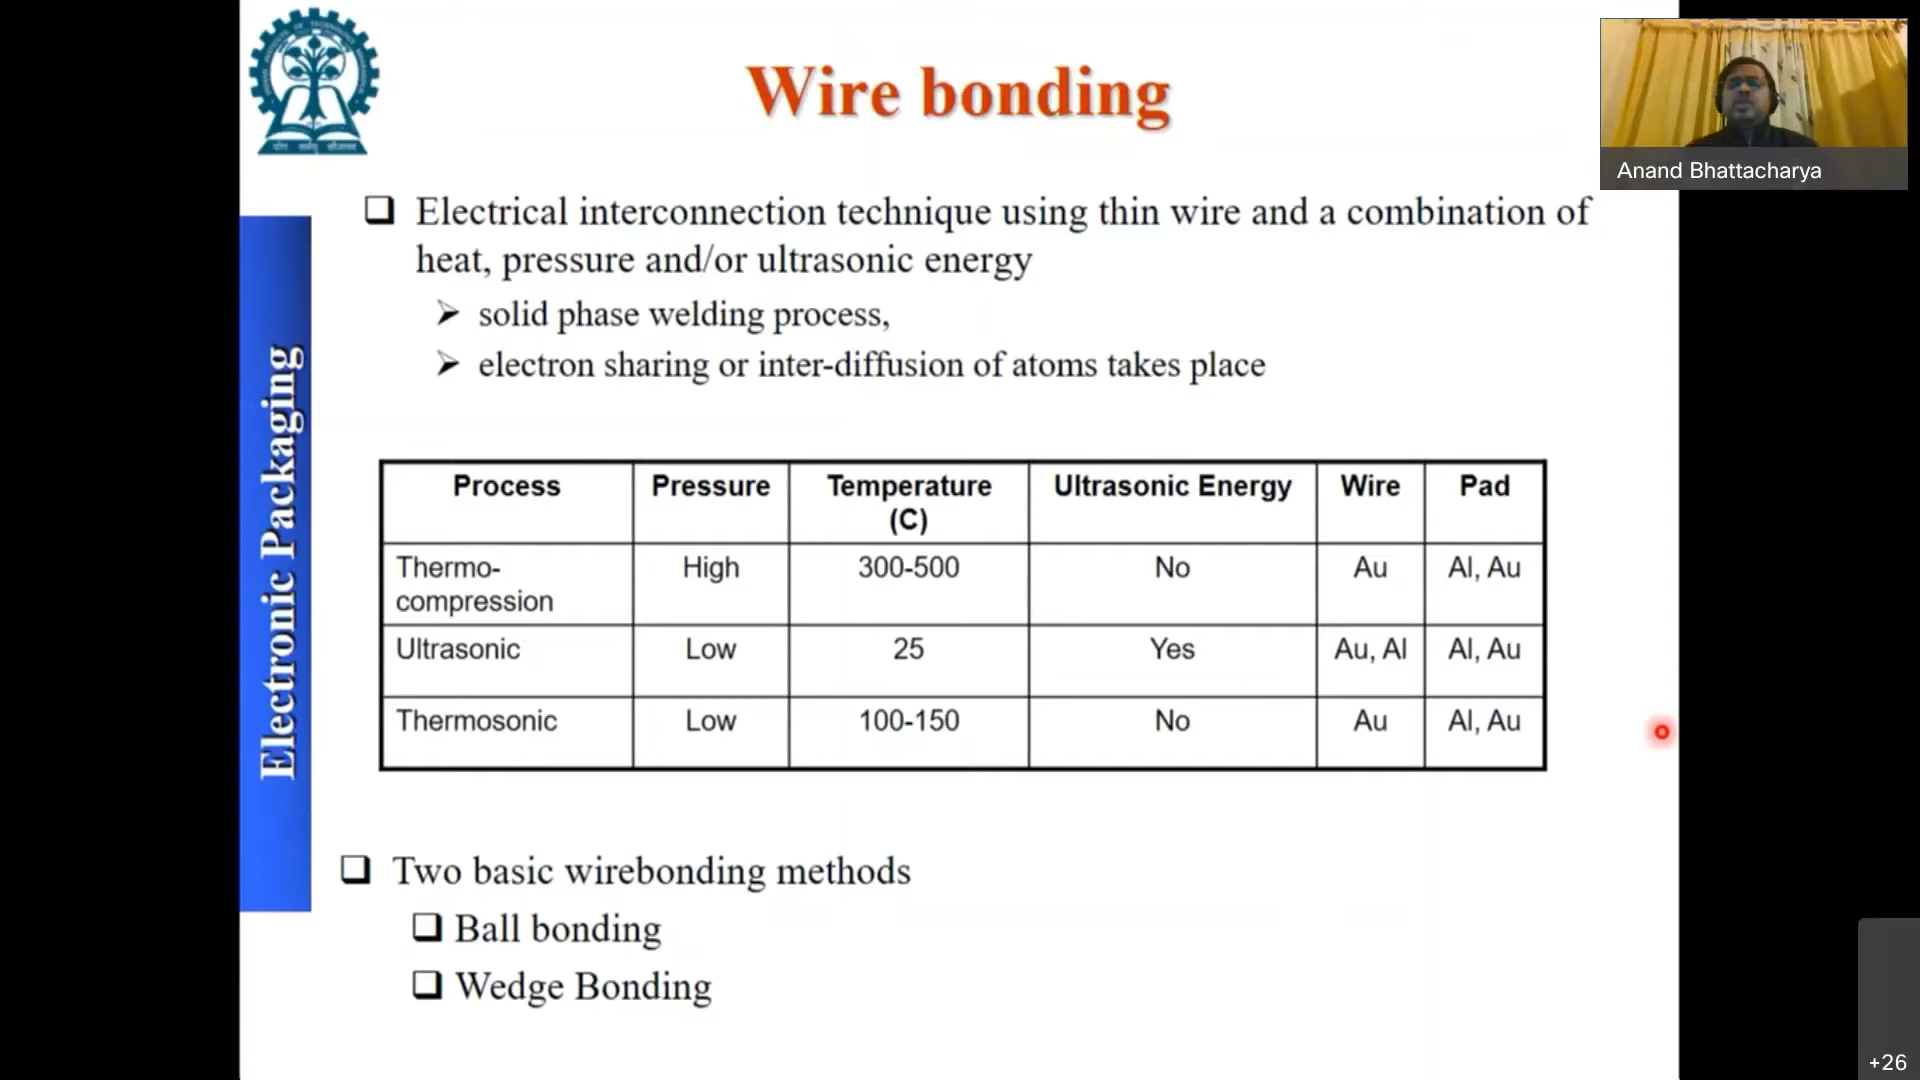 Wire bonding
Anand Bhattacharya
Electrical interconnection technique using thin wire and a combination of
heat, pressure and/or ultrasonic energy
solid phase welding process,
electron sharing or inter-diffusion of atoms takes place
Electronic Packaging
Process Pressure Temperature (C) Ultrasonic Energy Wire Pad
Thermo-compression High 300-500 No Au Al, Au
Ultrasonic Low 25 Yes Au, Al Al, Au
Thermosonic Low 100-150 No Au Al, Au
Two basic wirebonding methods
Ball bonding
Wedge Bonding
+26